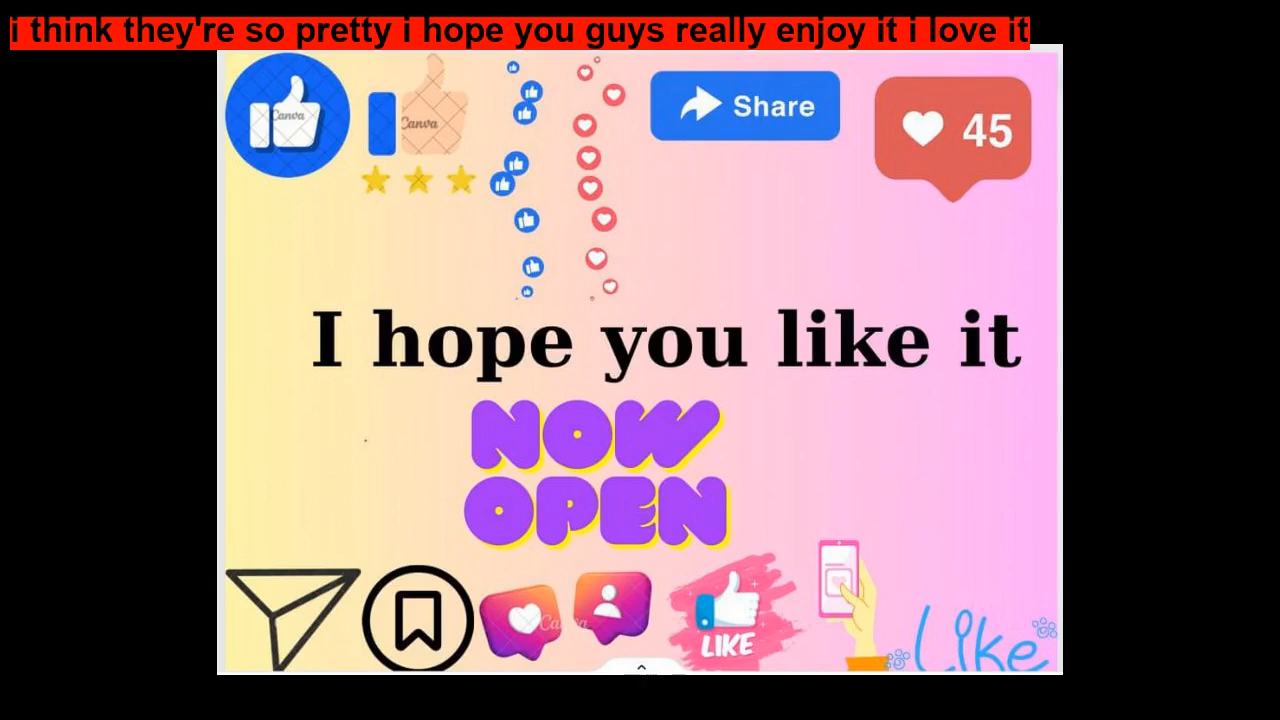 i think they're so pretty i hope you guys really enjoy it i love it
Canva
Canva
Share
45
I hope you like it
NOW
OPEN
Canva
LIKE
Like